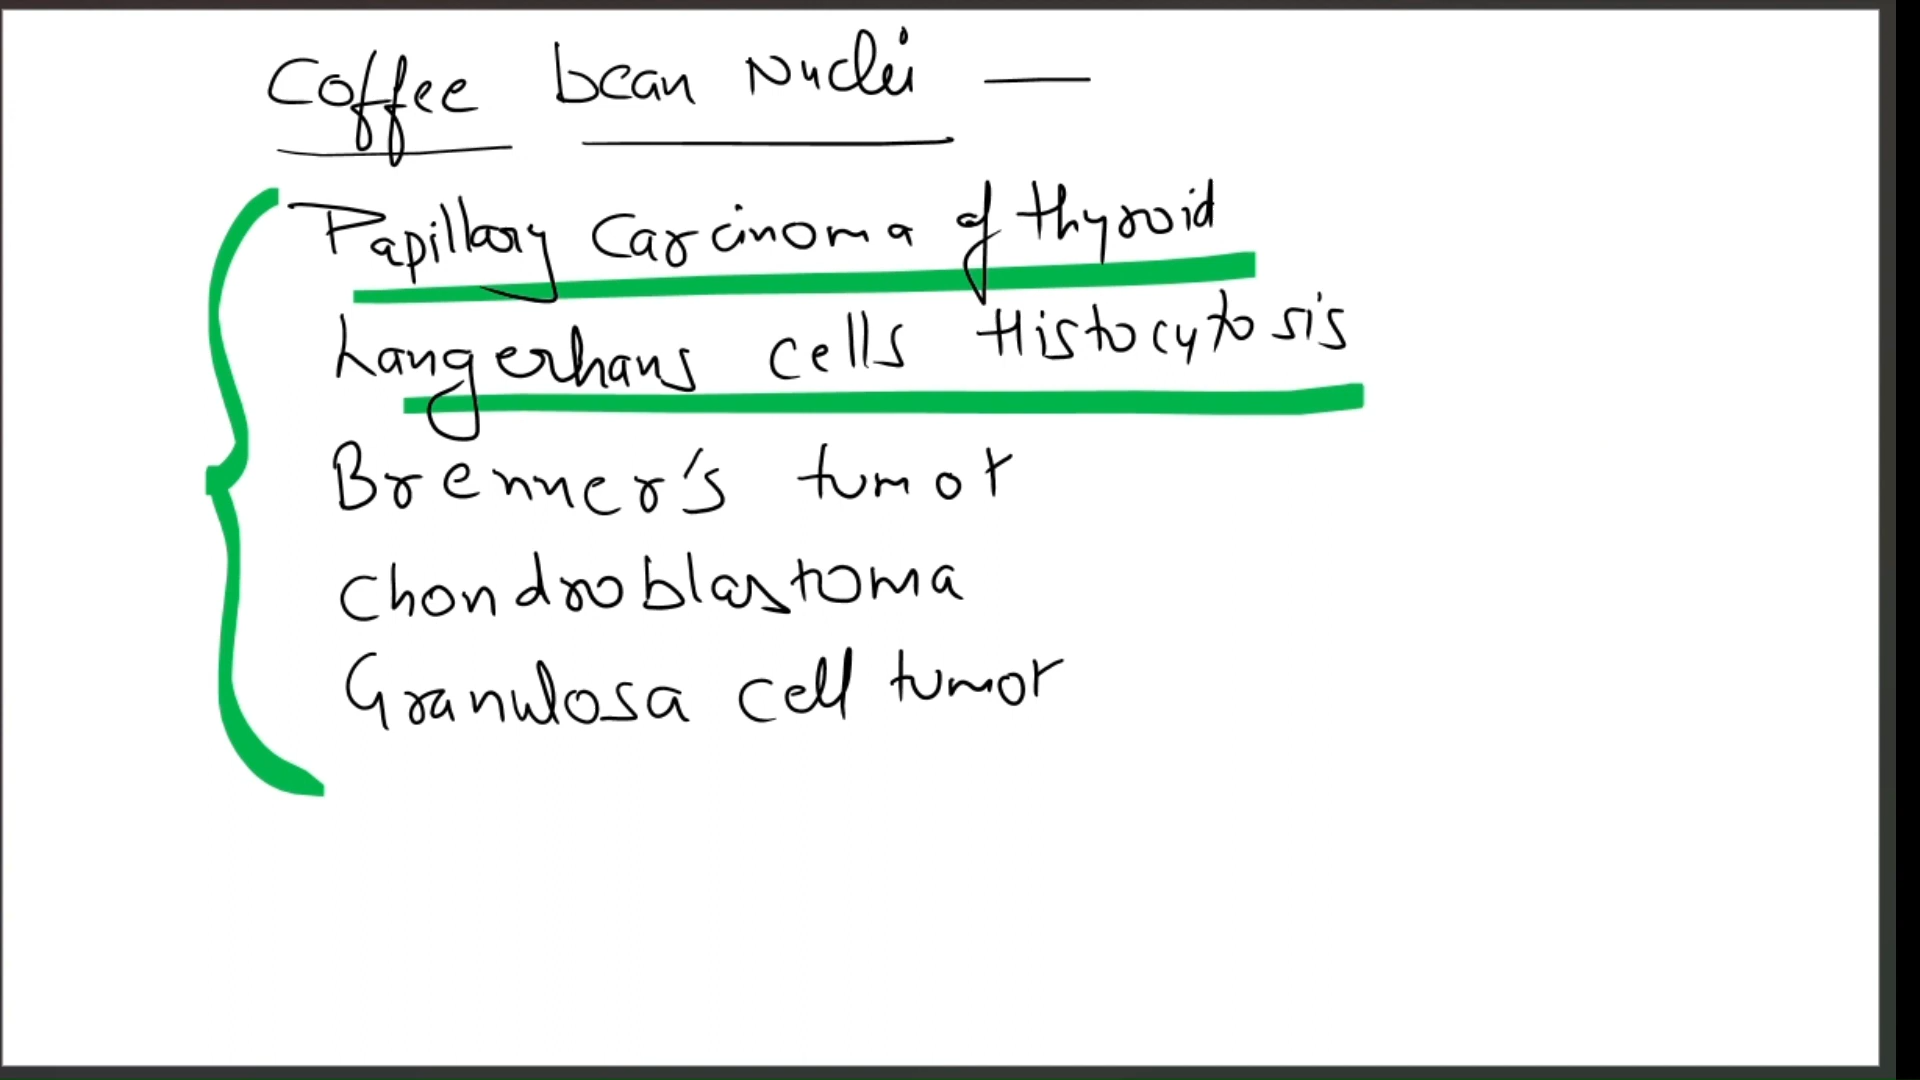 Coffee bean Nuclei —
Papillary Carcinoma of thyroid
Langerhans cells Histocytosis
Brenner's tumor
Chondroblastoma
Granulosa cell tumor